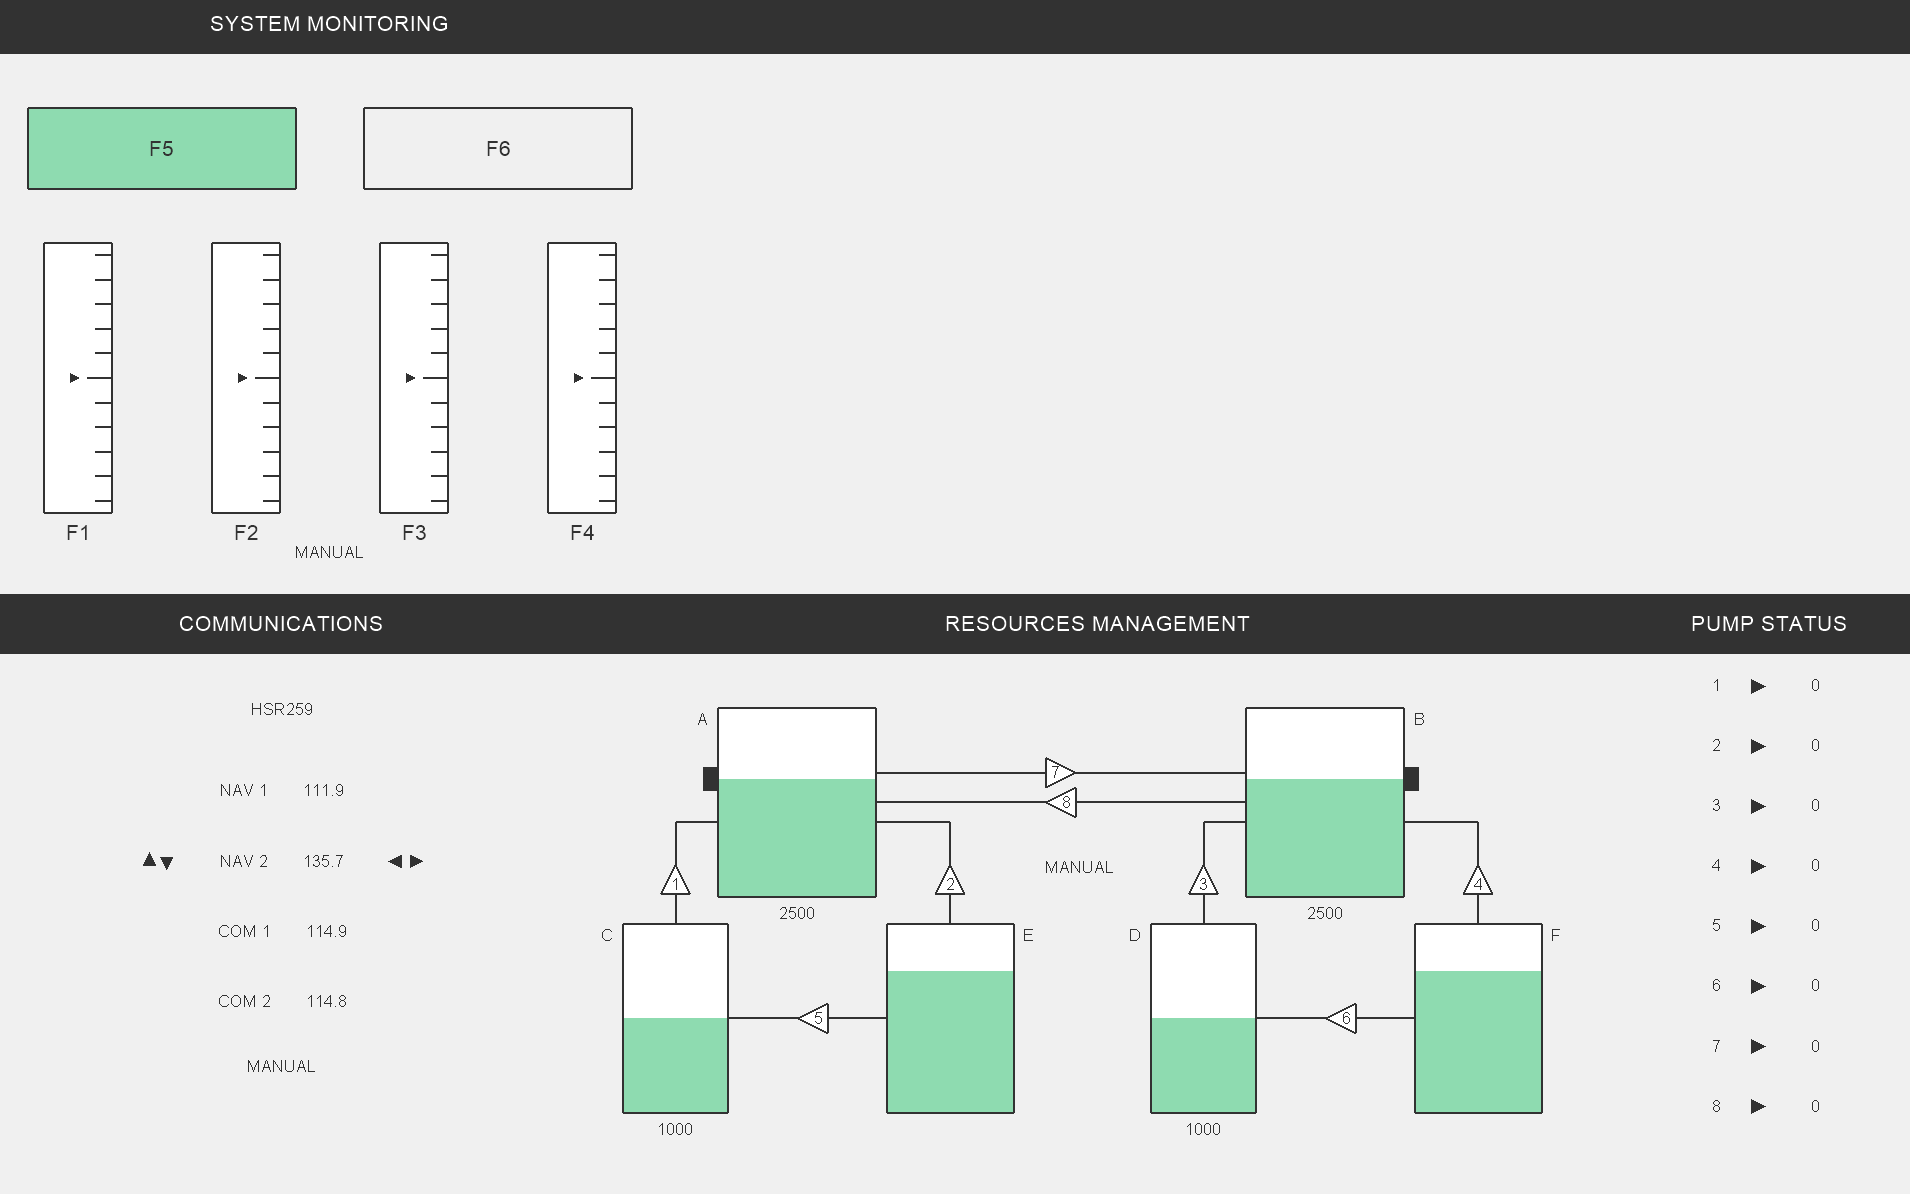 SYSTEM MONITORING
F5 F6
F1 F2 F3 F4
MANUAL
COMMUNICATIONS RESOURCES MANAGEMENT PUMP STATUS
HSR259
NAV 1 111.9
NAV 2 135.7
COM 1 114.9
COM 2 114.8
MANUAL
A B
7
8
MANUAL
1 2 3 4
2500 2500
C E D F
5 6
1000 1000
1 0
2 0
3 0
4 0
5 0
6 0
7 0
8 0